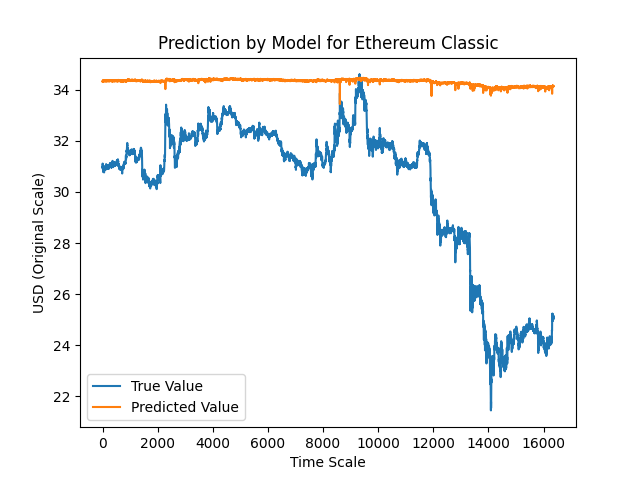 Prediction by Model for Ethereum Classic
USD (Original Scale)
34
32
30
28
26
24
22
True Value
Predicted Value
0 2000 4000 6000 8000 10000 12000 14000 16000
Time Scale